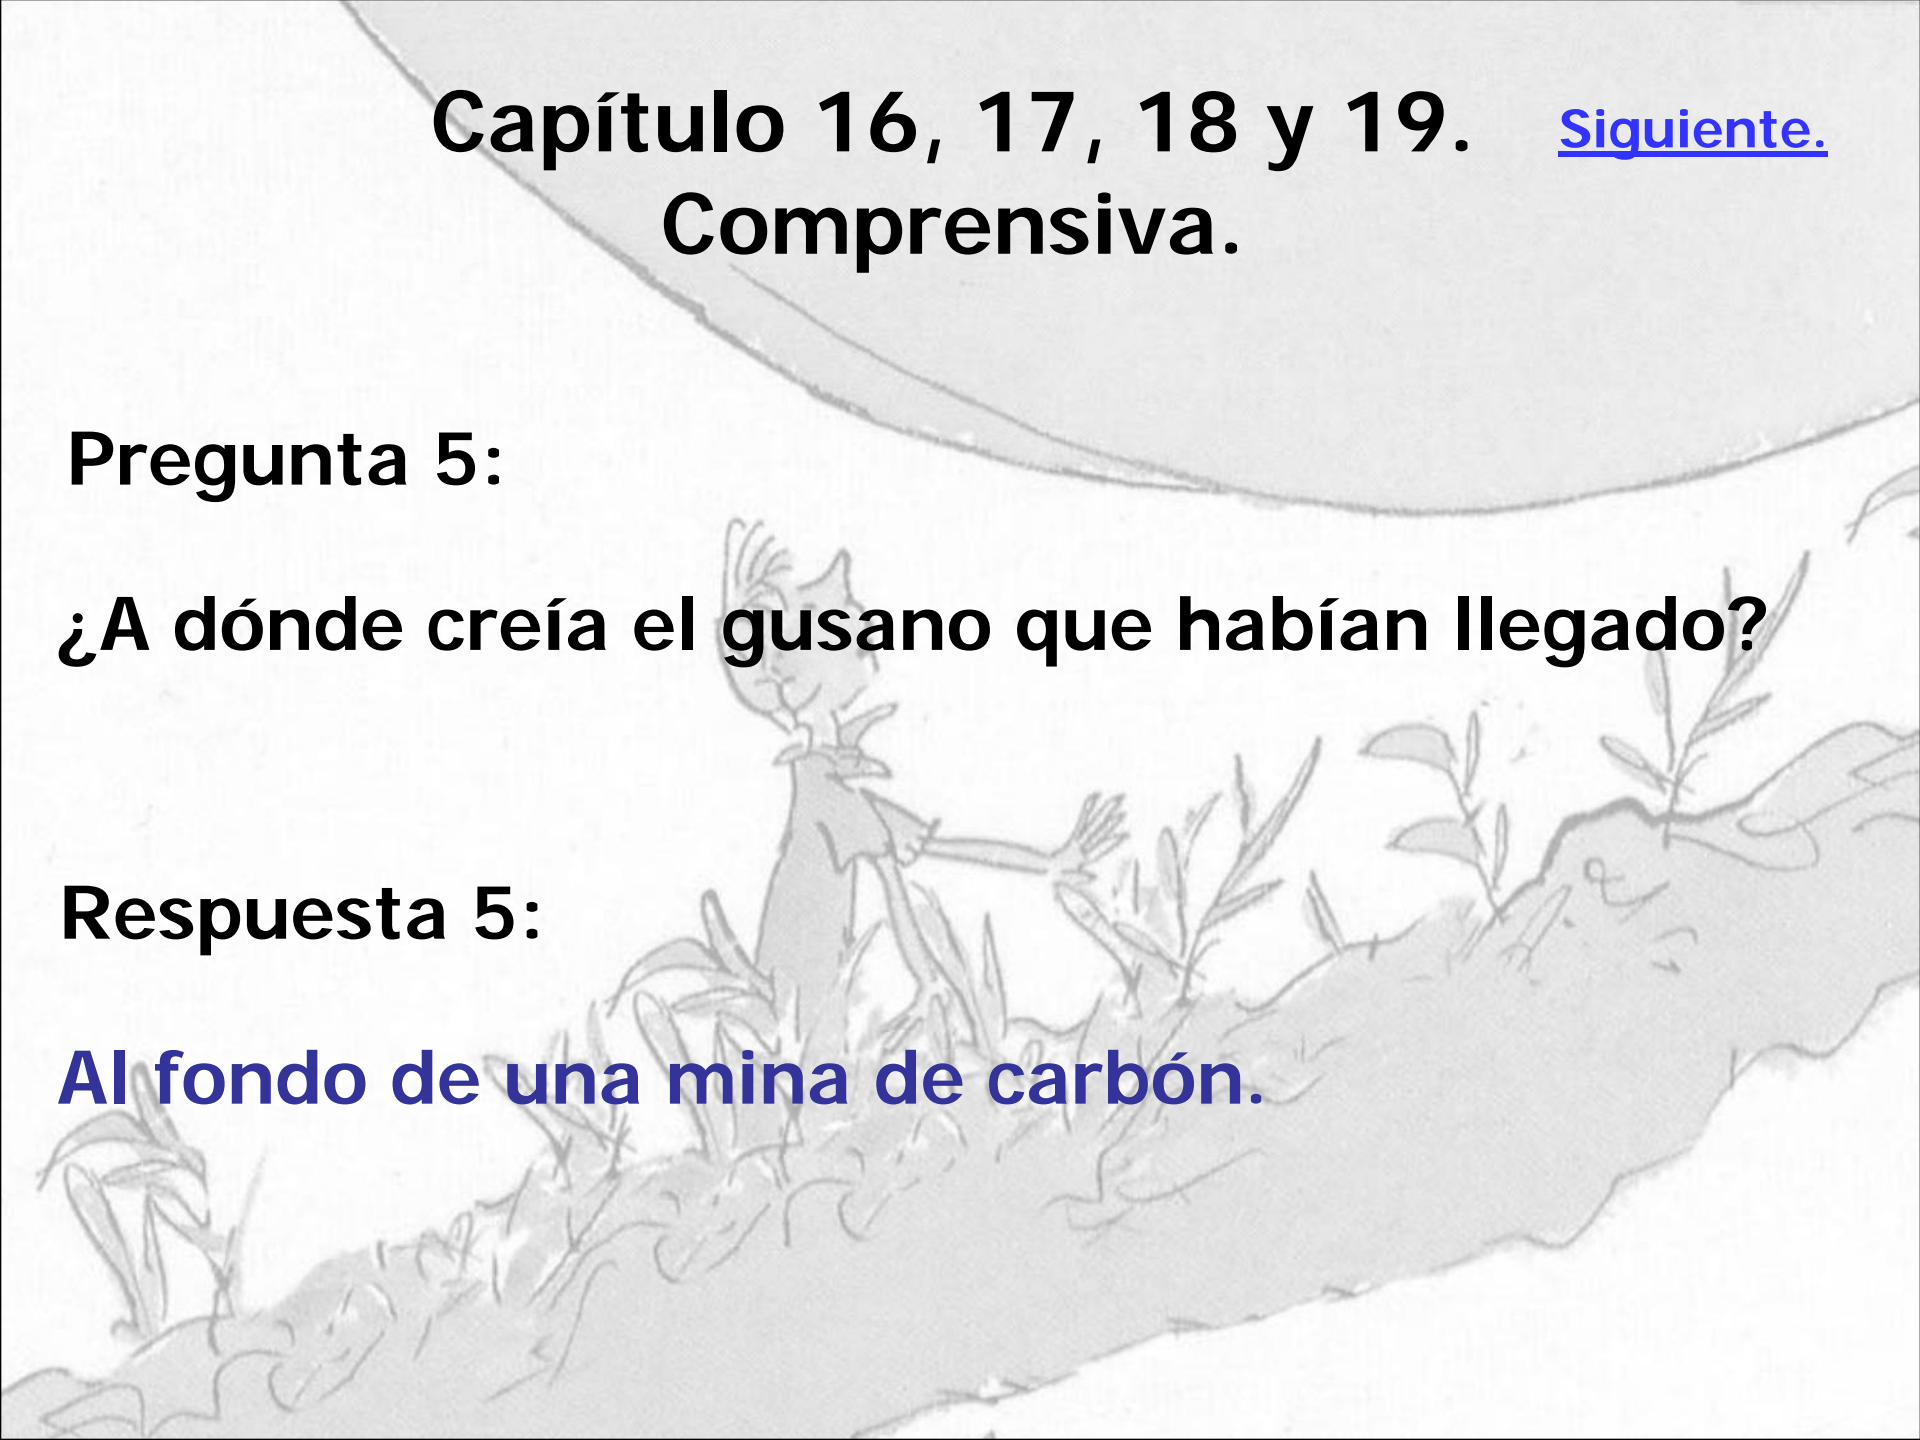 Capítulo 16, 17, 18 y 19. Siguiente.
Comprensiva.
Pregunta 5:
¿A dónde creía el gusano que habían llegado?
Respuesta 5:
Al fondo de una mina de carbón.